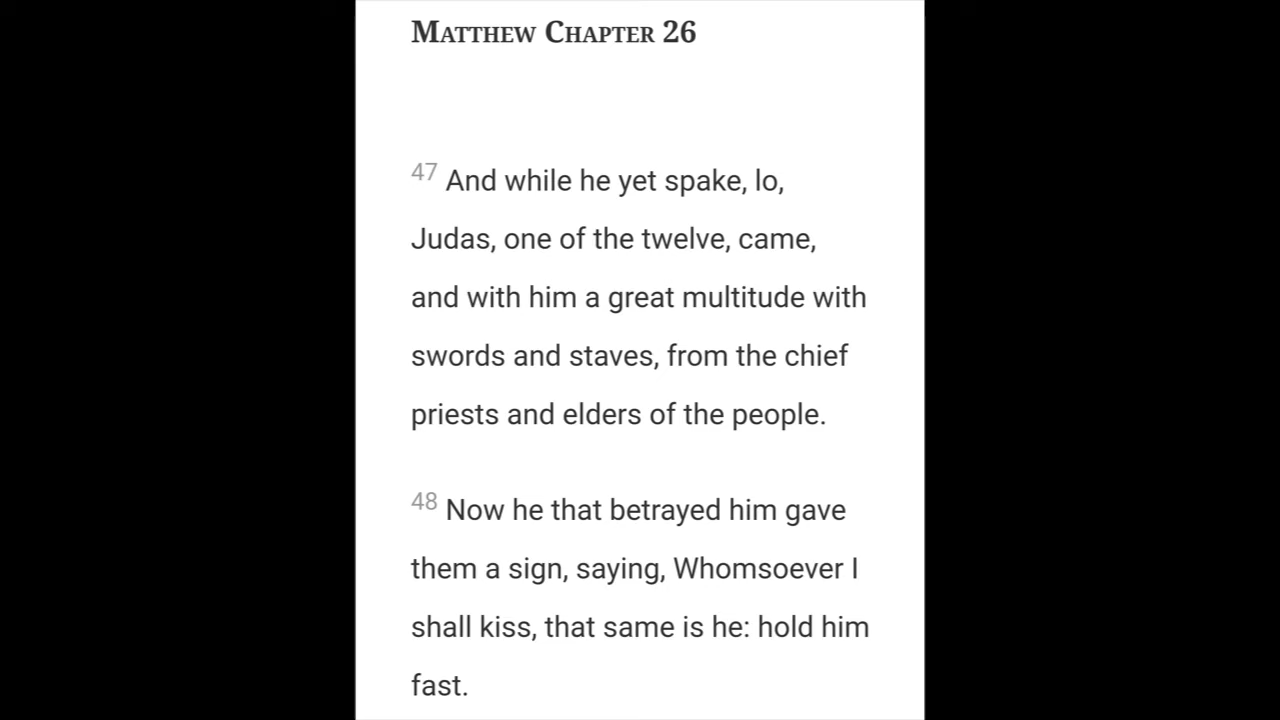 Matthew Chapter 26
47 And while he yet spake, lo,
Judas, one of the twelve, came,
and with him a great multitude with
swords and staves, from the chief
priests and elders of the people.
48 Now he that betrayed him gave
them a sign, saying, Whomsoever I
shall kiss, that same is he: hold him
fast.